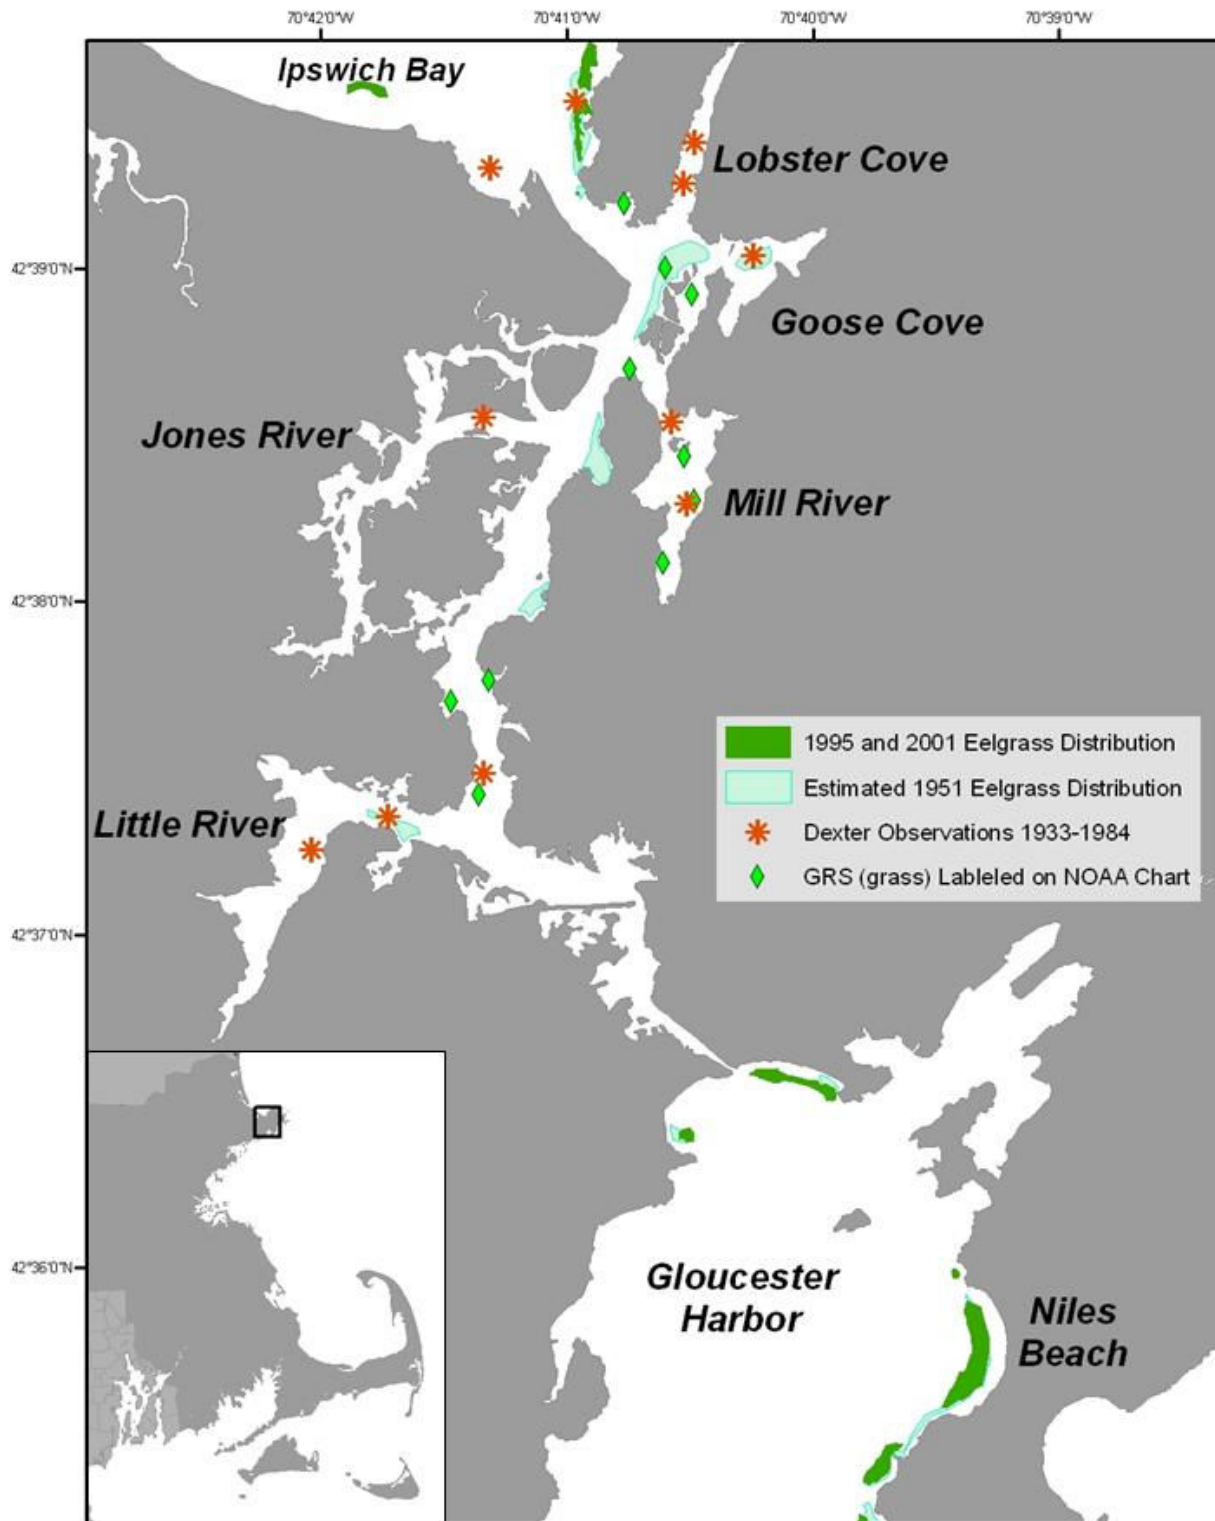 70°42'0"W
70°41'0"W
70°40'0"W
70°39'0"W
Ipswich Bay
Lobster Cove
42°39'0"N
Goose Cove
Jones River
Mill River
42°38'0"N
1995 and 2001 Eelgrass Distribution
Estimated 1951 Eelgrass Distribution
Little River
Dexter Observations 1933-1984
GRS (grass) Lableled on NOAA Chart
42°37'0"N
42°36'0"N
Gloucester
Harbor
Niles
Beach